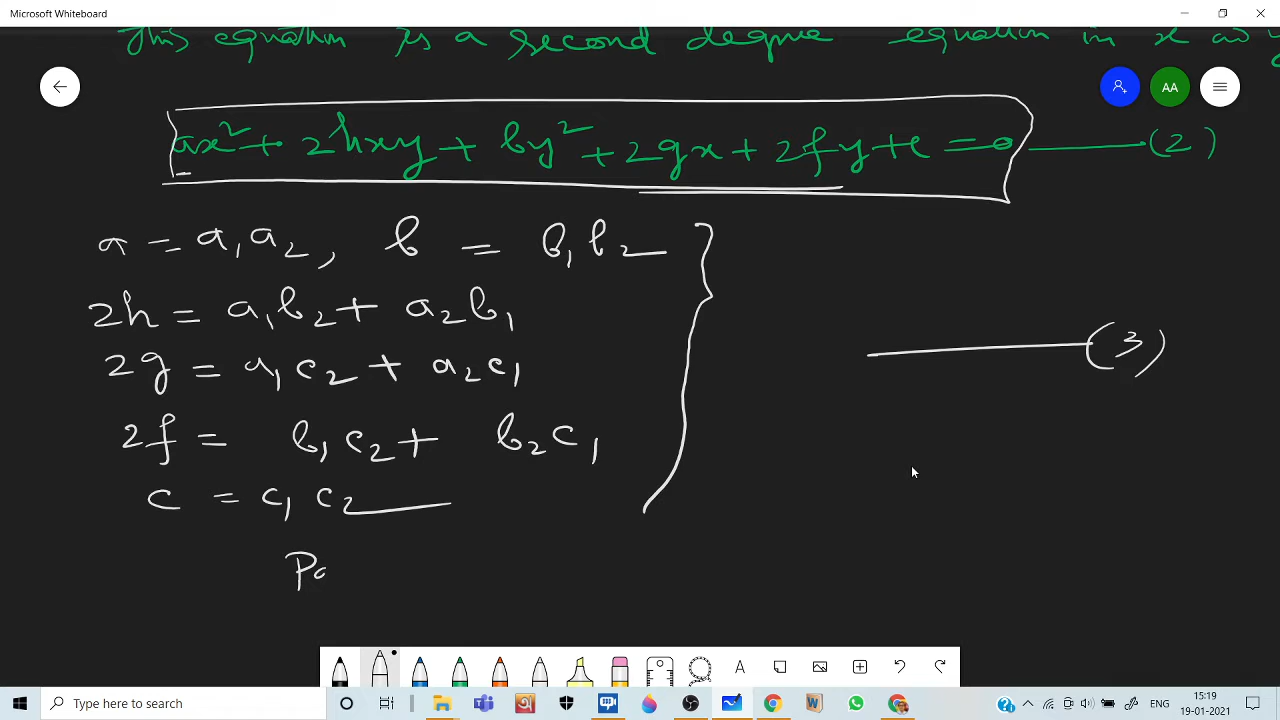 Microsoft Whiteboard
This equation is a second degree equation in x
AA
ax² + 2hxy + by² + 2gx + 2fy + c = 0 ——(2)
a = a₁a₂, b = b₁b₂
2h = a₁b₂ + a₂b₁
2g = a₁c₂ + a₂c₁
——(3)
2f = b₁c₂ + b₂c₁
c = c₁c₂
Pa
Type here to search
ENG
15:19
19-01-2021